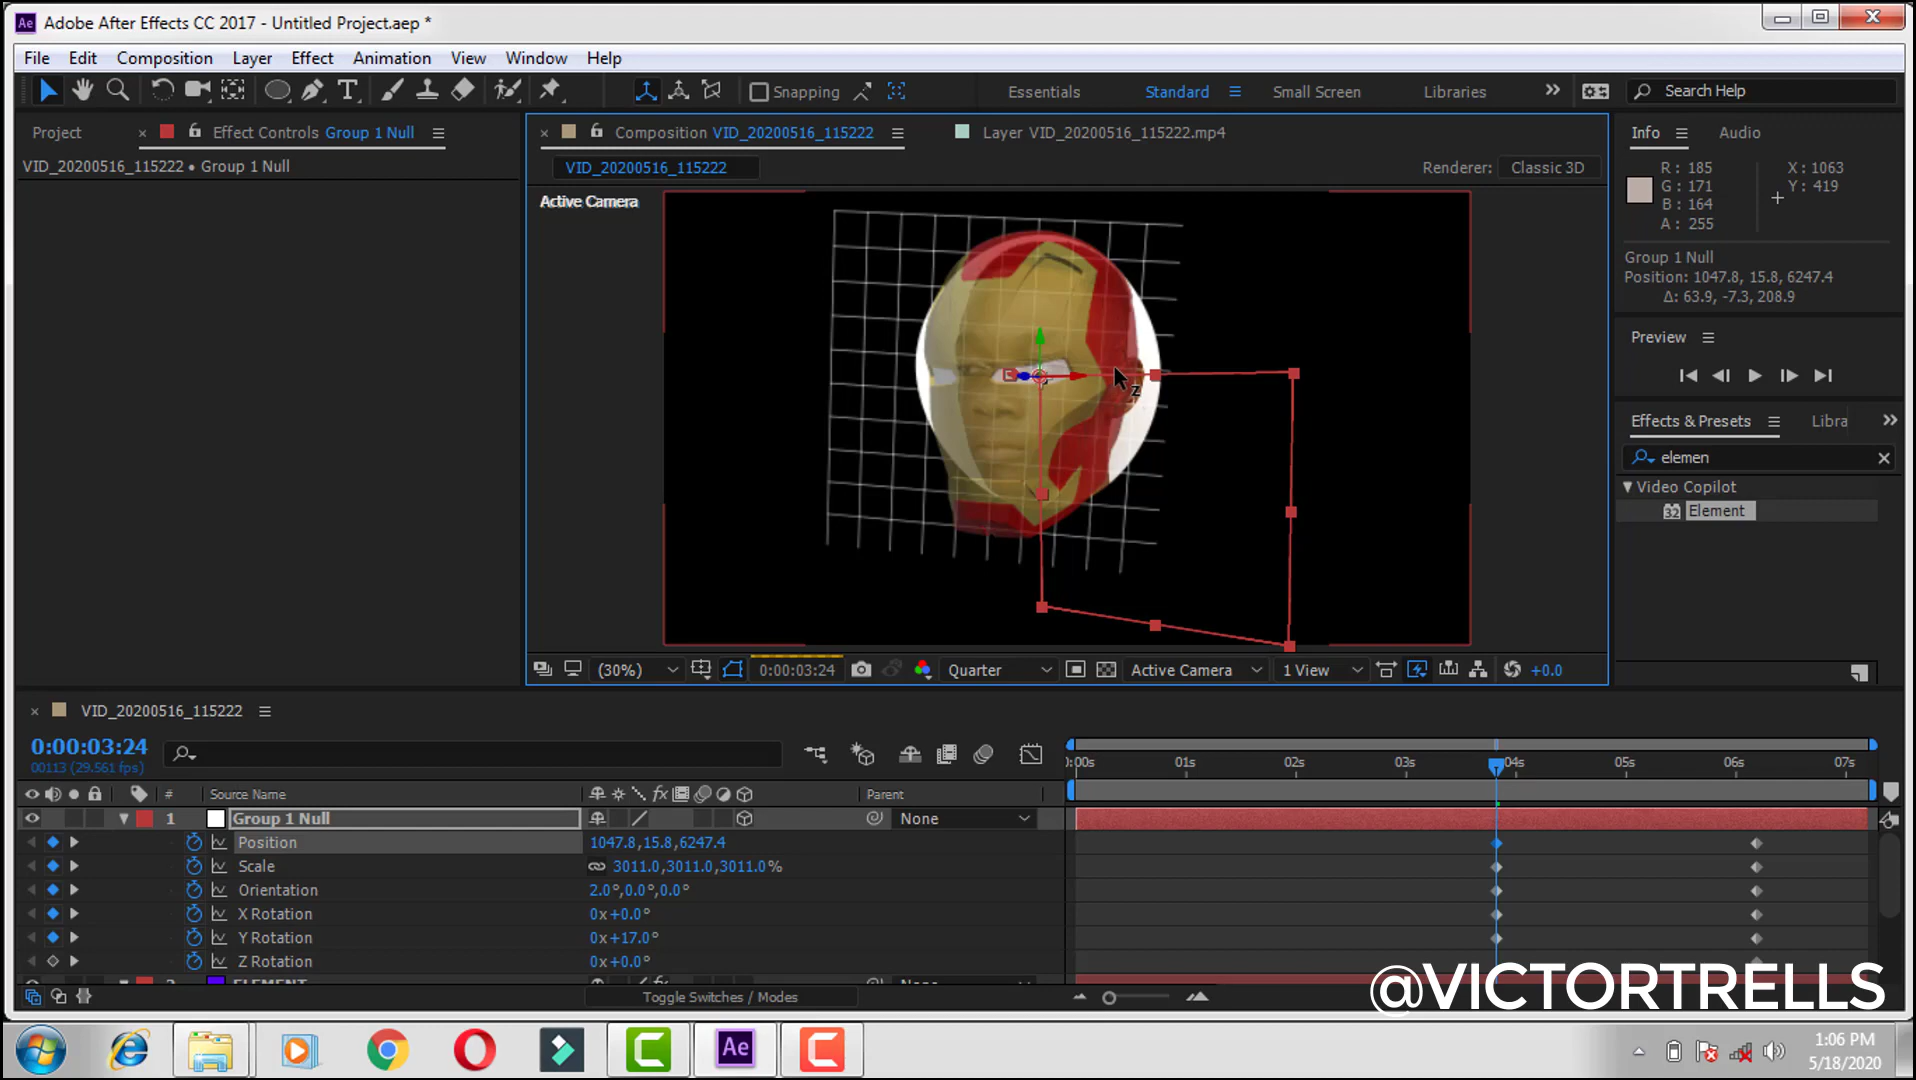 Ae Adobe After Effects CC 2017 - Untitled Project.aep *
File Edit Composition Layer Effect Animation View Window Help
Snapping
Essentials Standard Small Screen Libraries
Search Help
Project
Effect Controls Group 1 Null
VID_20200516_115222 • Group 1 Null
Composition VID_20200516_115222
Layer VID_20200516_115222.mp4
VID_20200516_115222
Renderer: Classic 3D
Active Camera
z
(30%)
0:00:03:24
Quarter
Active Camera
1 View
+0.0
Info Audio
R : 185 X : 1063
G : 171 Y : 419
B : 164
A : 255
Group 1 Null
Position: 1047.8, 15.8, 6247.4
Δ: 63.9, -7.3, 208.9
Preview
Effects & Presets Libra
elemen
Video Copilot
32 Element
VID_20200516_115222
0:00:03:24
00113 (29.561 fps)
:00s 01s 02s 03s 04s 05s 06s 07s
# Source Name fx Parent
1 Group 1 Null None
Position 1047.8,15.8,6247.4
Scale 3011.0,3011.0,3011.0%
Orientation 2.0°,0.0°,0.0°
X Rotation 0x+0.0°
Y Rotation 0x+17.0°
Z Rotation 0x+0.0°
ELEMENT
Toggle Switches / Modes
@VICTORTRELLS
Ae
1:06 PM
5/18/2020